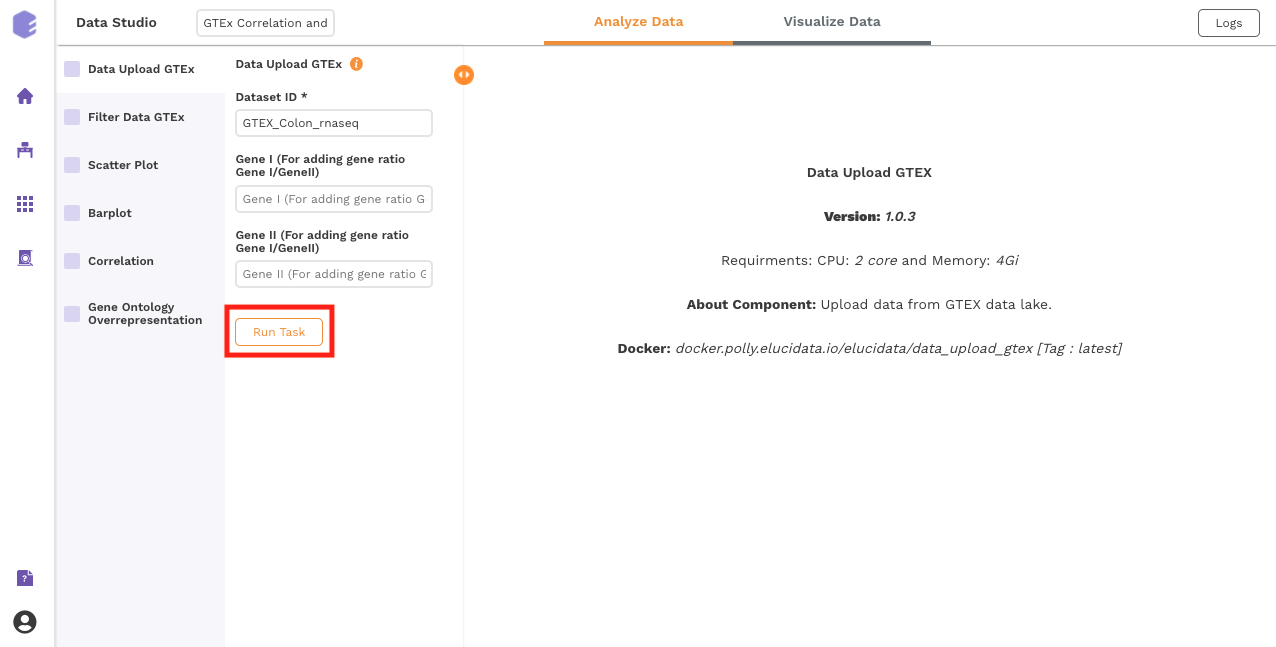 Data Studio
GTEx Correlation and
Analyze Data
Visualize Data
Logs
Data Upload GTEx
Filter Data GTEx
Scatter Plot
Barplot
Correlation
Gene Ontology
Overrepresentation
Data Upload GTEx i
Dataset ID *
GTEX_Colon_rnaseq
Gene I (For adding gene ratio
Gene I/GeneII)
Gene I (For adding gene ratio G
Gene II (For adding gene ratio
Gene I/GeneII)
Gene II (For adding gene ratio G
Run Task
Data Upload GTEX
Version: 1.0.3
Requirments: CPU: 2 core and Memory: 4Gi
About Component: Upload data from GTEX data lake.
Docker: docker.polly.elucidata.io/elucidata/data_upload_gtex [Tag : latest]
?